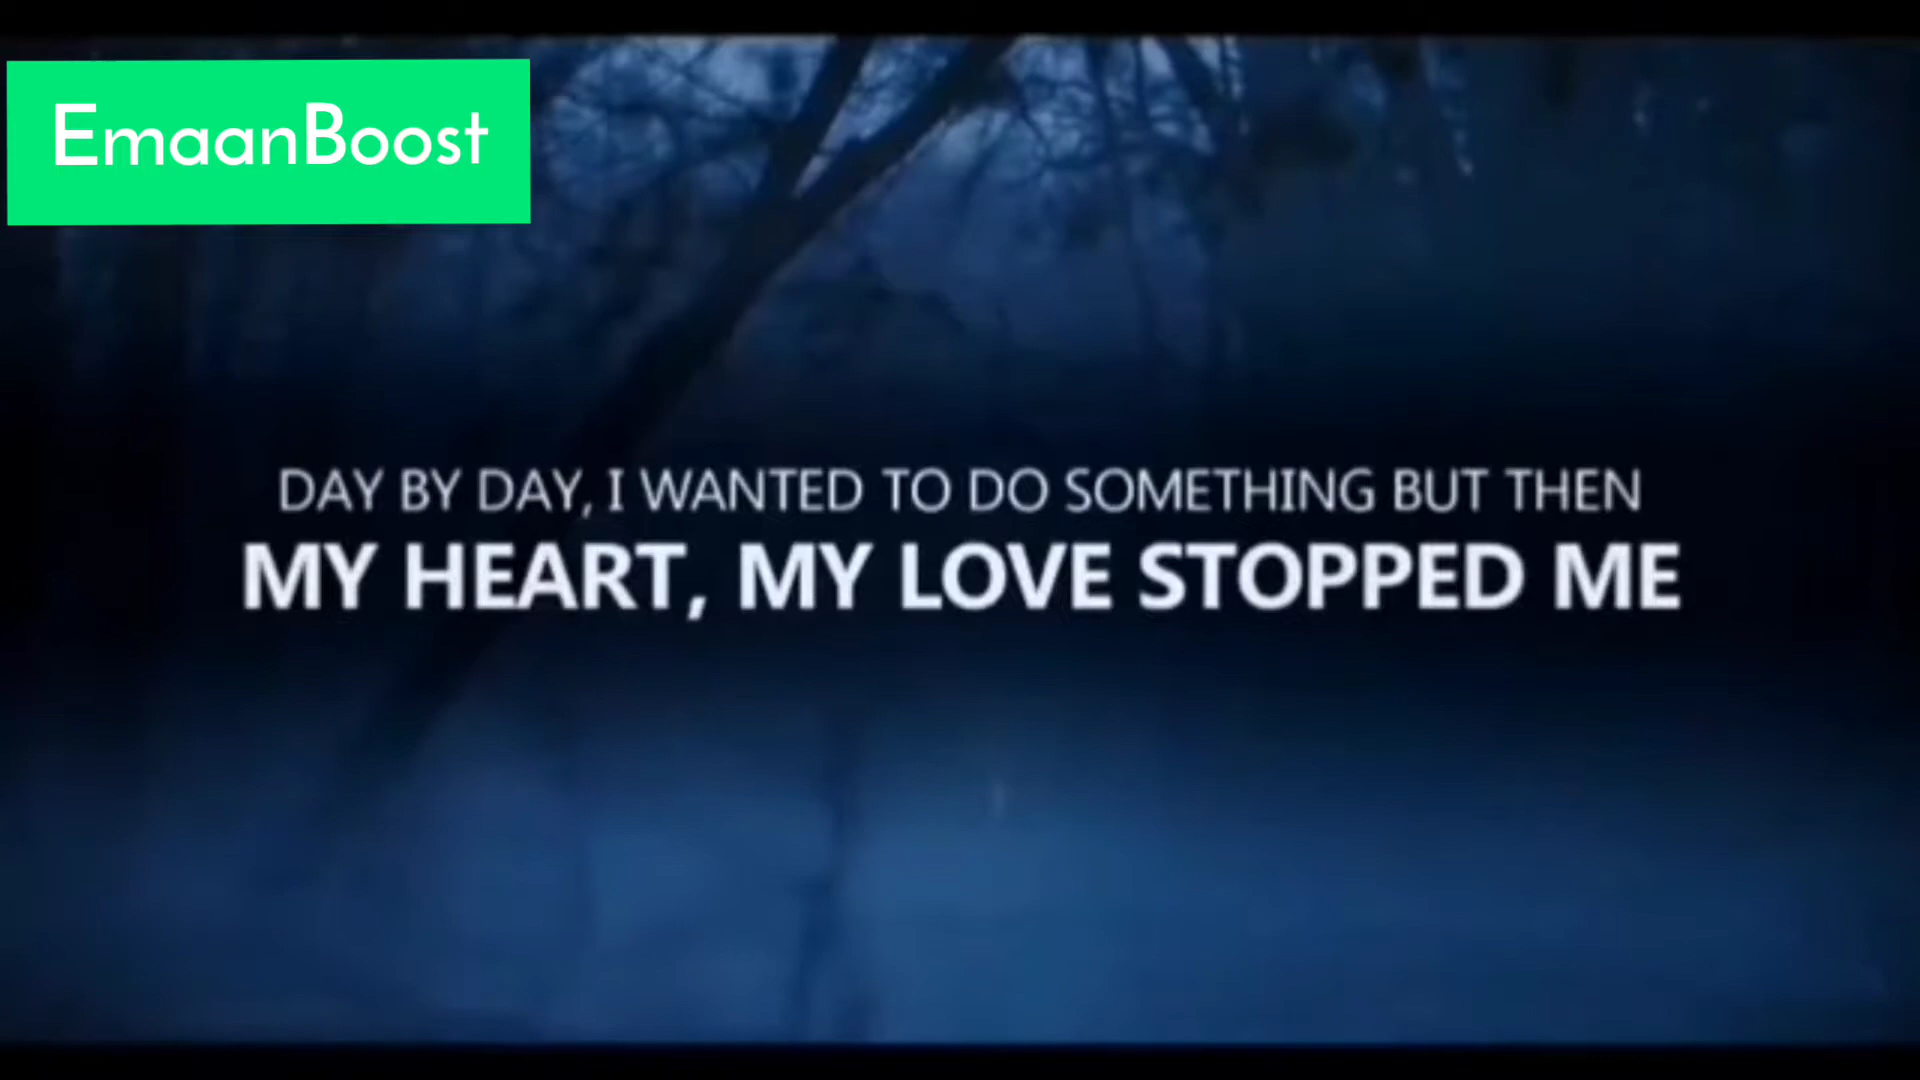 EmaanBoost
DAY BY DAY, I WANTED TO DO SOMETHING BUT THEN
MY HEART, MY LOVE STOPPED ME